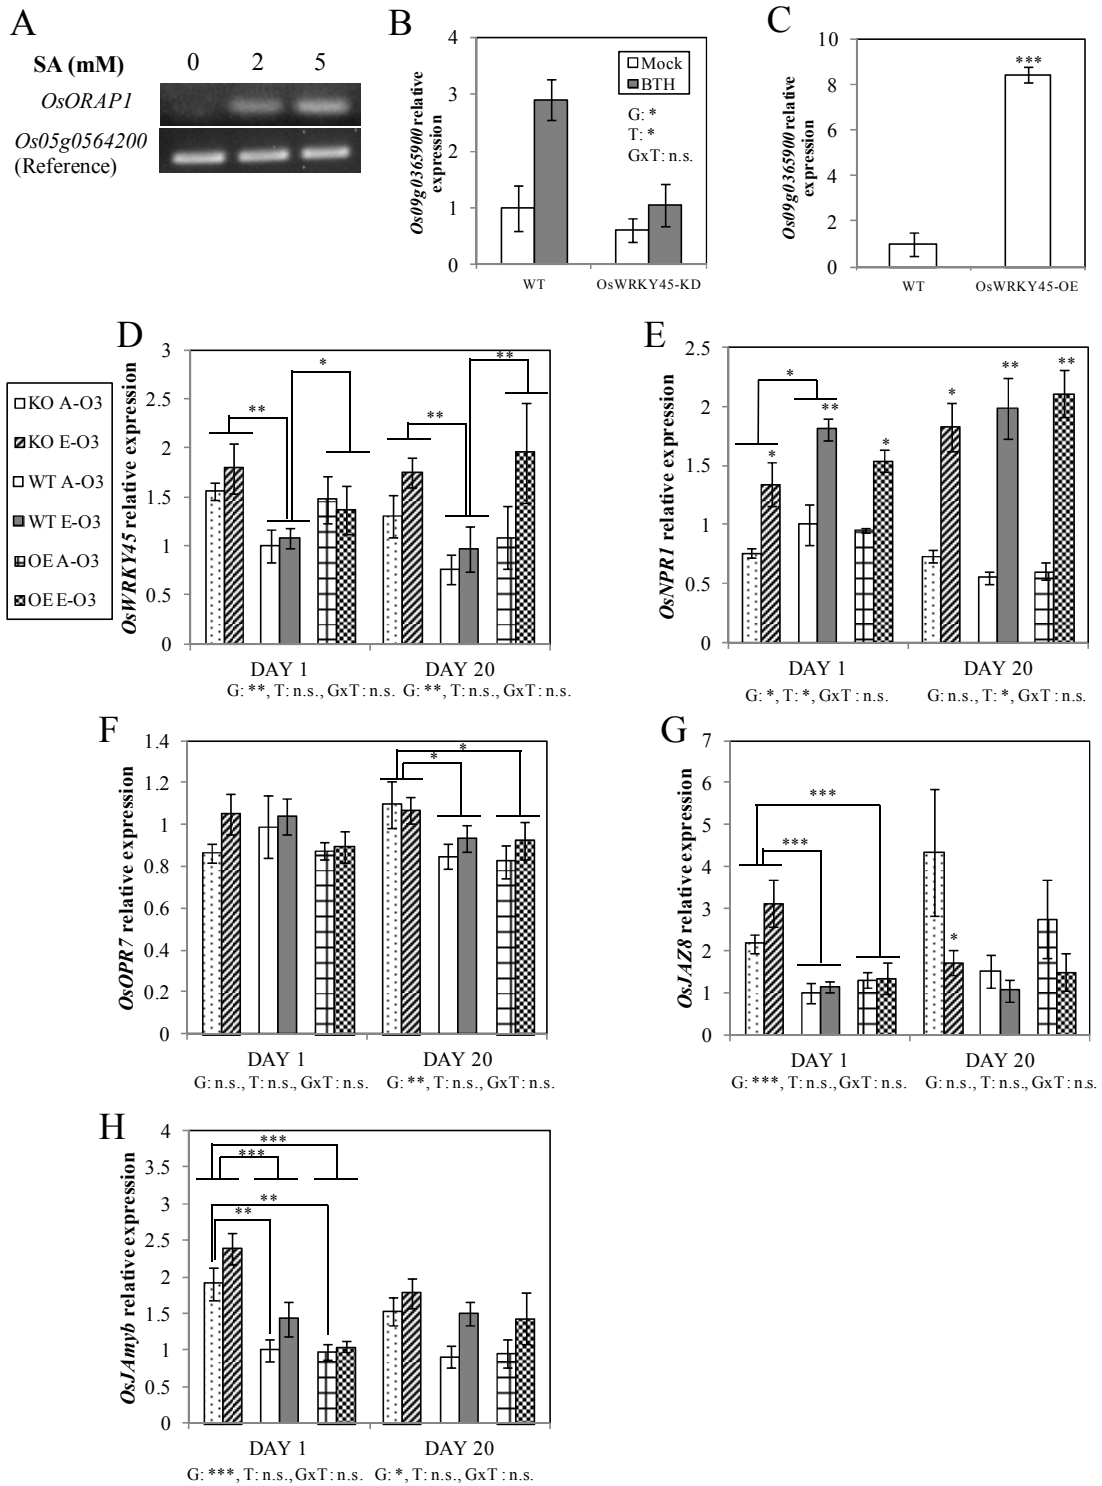 A
SA (mM) 0 2 5
OsORAP1
Os05g0564200
(Reference)
B
Os09g0365900 relative
expression
4
3
2
1
0
Mock
BTH
G: *
T: *
GxT: n.s.
WT OsWRKY45-KD
C
Os09g0365900 relative
expression
10
8
6
4
2
0
***
WT OsWRKY45-OE
KO A-O3
KO E-O3
WT A-O3
WT E-O3
OE A-O3
OE E-O3
D
OsWRKY45 relative expression
3
2.5
2
1.5
1
0.5
0
** * ** **
DAY 1 DAY 20
G: **, T: n.s., GxT: n.s. G: **, T: n.s., GxT: n.s.
E
OsNPR1 relative expression
2.5
2
1.5
1
0.5
0
* * ** * * ** **
DAY 1 DAY 20
G: *, T: *, GxT: n.s. G: n.s., T: *, GxT: n.s.
F
OsOPR7 relative expression
1.4
1.2
1
0.8
0.6
0.4
0.2
0
* *
DAY 1 DAY 20
G: n.s., T: n.s., GxT: n.s. G: **, T: n.s., GxT: n.s.
G
OsJAZ8 relative expression
7
6
5
4
3
2
1
0
*** *** *
DAY 1 DAY 20
G: ***, T: n.s., GxT: n.s. G: n.s., T: n.s., GxT: n.s.
H
OsJAmyb relative expression
4
3.5
3
2.5
2
1.5
1
0.5
0
***
***
**
**
DAY 1 DAY 20
G: ***, T: n.s., GxT: n.s. G: *, T: n.s., GxT: n.s.